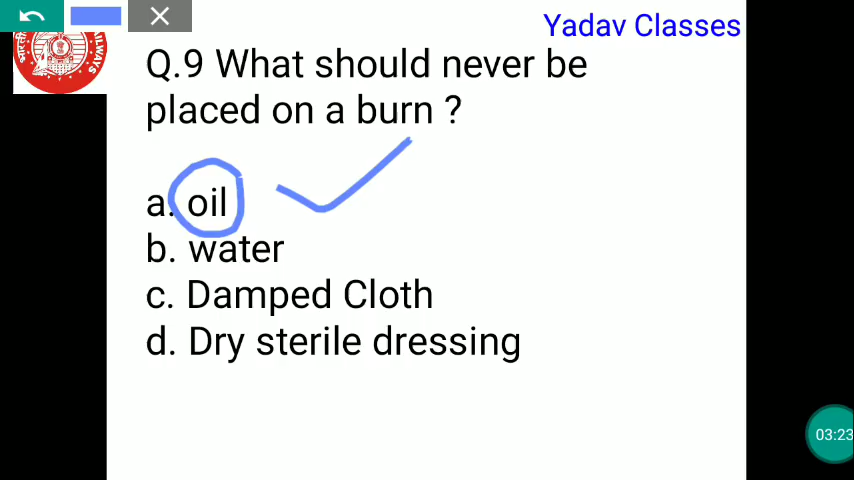 Yadav Classes
Q.9 What should never be
placed on a burn ?
a. oil
b. water
c. Damped Cloth
d. Dry sterile dressing
03:23